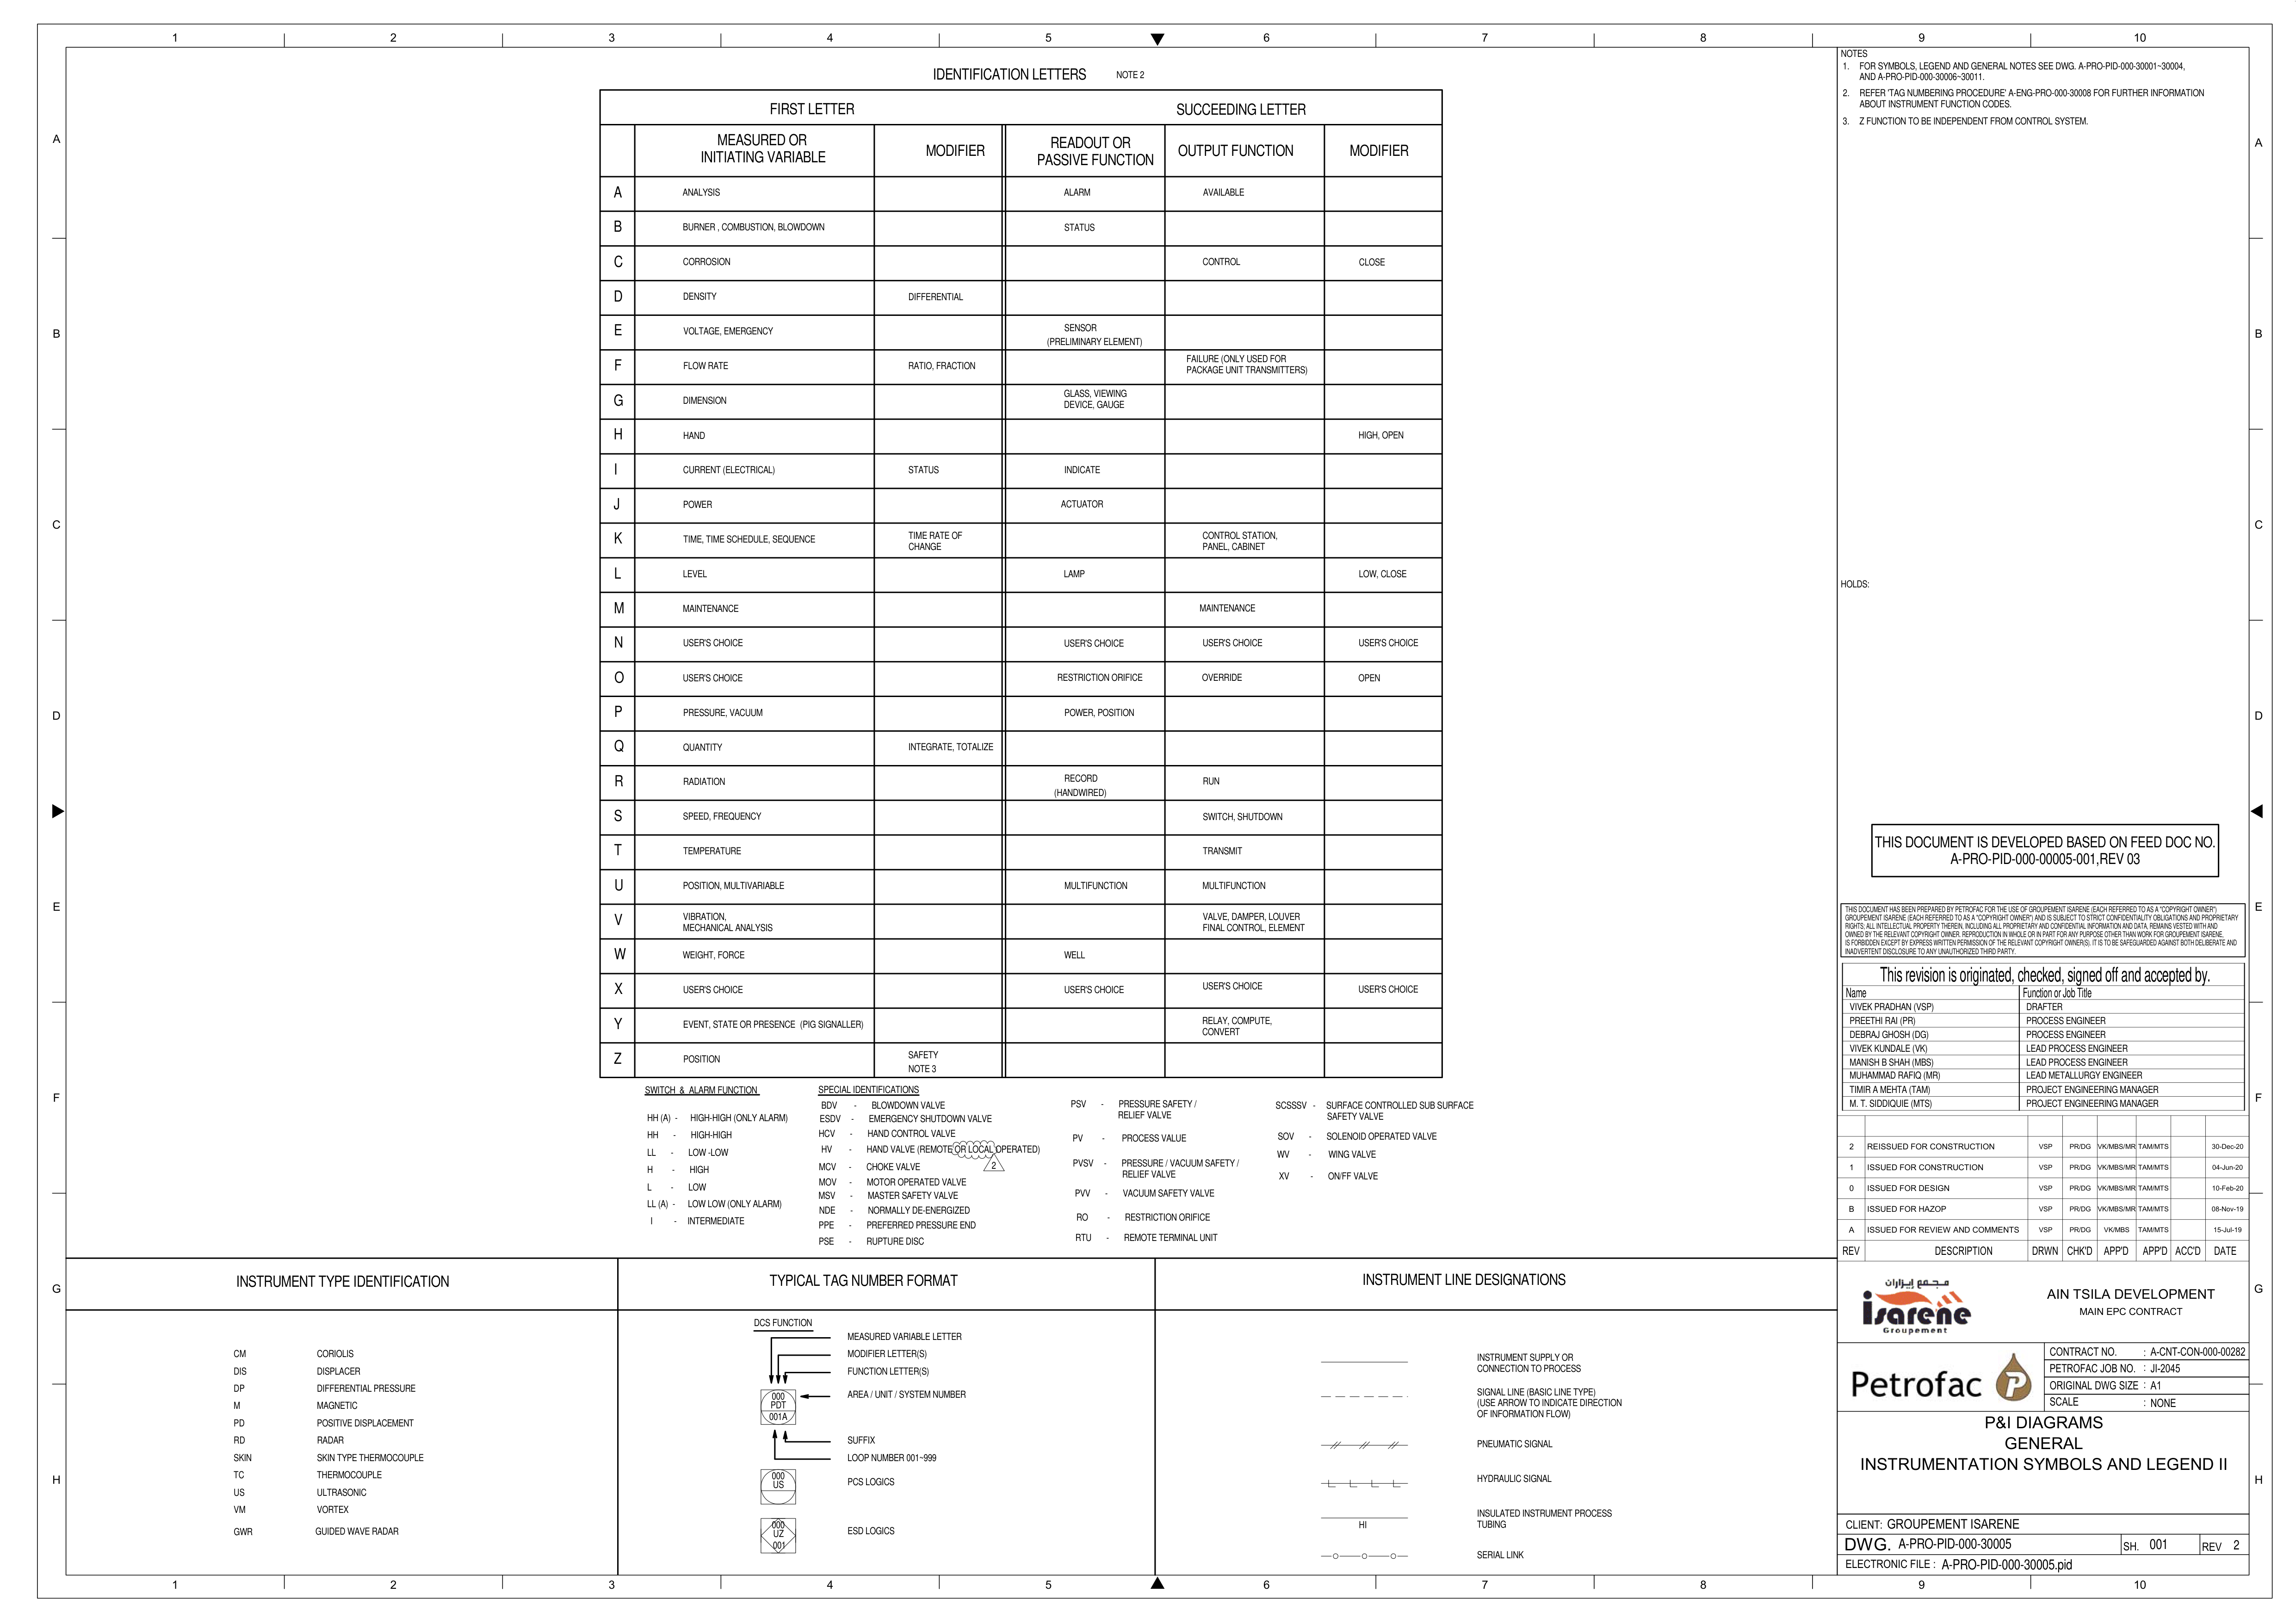 1 2 3 4 5 6 7 8 9 10
A
B
C
D
E
F
G
H
IDENTIFICATION LETTERS NOTE 2
FIRST LETTER SUCCEEDING LETTER
MEASURED OR
INITIATING VARIABLE
MODIFIER
READOUT OR
PASSIVE FUNCTION
OUTPUT FUNCTION
MODIFIER
A ANALYSIS ALARM AVAILABLE
B BURNER , COMBUSTION, BLOWDOWN STATUS
C CORROSION CONTROL CLOSE
D DENSITY DIFFERENTIAL
E VOLTAGE, EMERGENCY SENSOR
(PRELIMINARY ELEMENT)
F FLOW RATE RATIO, FRACTION FAILURE (ONLY USED FOR
PACKAGE UNIT TRANSMITTERS)
G DIMENSION GLASS, VIEWING
DEVICE, GAUGE
H HAND HIGH, OPEN
I CURRENT (ELECTRICAL) STATUS INDICATE
J POWER ACTUATOR
K TIME, TIME SCHEDULE, SEQUENCE TIME RATE OF
CHANGE
CONTROL STATION,
PANEL, CABINET
L LEVEL LAMP LOW, CLOSE
M MAINTENANCE MAINTENANCE
N USER'S CHOICE USER'S CHOICE USER'S CHOICE USER'S CHOICE
O USER'S CHOICE RESTRICTION ORIFICE OVERRIDE OPEN
P PRESSURE, VACUUM POWER, POSITION
Q QUANTITY INTEGRATE, TOTALIZE
R RADIATION RECORD
(HANDWIRED)
RUN
S SPEED, FREQUENCY SWITCH, SHUTDOWN
T TEMPERATURE TRANSMIT
U POSITION, MULTIVARIABLE MULTIFUNCTION MULTIFUNCTION
V VIBRATION,
MECHANICAL ANALYSIS
VALVE, DAMPER, LOUVER
FINAL CONTROL, ELEMENT
W WEIGHT, FORCE WELL
X USER'S CHOICE USER'S CHOICE USER'S CHOICE USER'S CHOICE
Y EVENT, STATE OR PRESENCE (PIG SIGNALLER) RELAY, COMPUTE,
CONVERT
Z POSITION SAFETY
NOTE 3
SWITCH & ALARM FUNCTION
HH (A) - HIGH-HIGH (ONLY ALARM)
HH - HIGH-HIGH
LL - LOW -LOW
H - HIGH
L - LOW
LL (A) - LOW LOW (ONLY ALARM)
I - INTERMEDIATE
SPECIAL IDENTIFICATIONS
BDV - BLOWDOWN VALVE
ESDV - EMERGENCY SHUTDOWN VALVE
HCV - HAND CONTROL VALVE
HV - HAND VALVE (REMOTE OR LOCAL OPERATED)
2
MCV - CHOKE VALVE
MOV - MOTOR OPERATED VALVE
MSV - MASTER SAFETY VALVE
NDE - NORMALLY DE-ENERGIZED
PPE - PREFERRED PRESSURE END
PSE - RUPTURE DISC
PSV - PRESSURE SAFETY /
RELIEF VALVE
PV - PROCESS VALUE
PVSV - PRESSURE / VACUUM SAFETY /
RELIEF VALVE
PVV - VACUUM SAFETY VALVE
RO - RESTRICTION ORIFICE
RTU - REMOTE TERMINAL UNIT
SCSSSV - SURFACE CONTROLLED SUB SURFACE
SAFETY VALVE
SOV - SOLENOID OPERATED VALVE
WV - WING VALVE
XV - ON/FF VALVE
INSTRUMENT TYPE IDENTIFICATION
CM CORIOLIS
DIS DISPLACER
DP DIFFERENTIAL PRESSURE
M MAGNETIC
PD POSITIVE DISPLACEMENT
RD RADAR
SKIN SKIN TYPE THERMOCOUPLE
TC THERMOCOUPLE
US ULTRASONIC
VM VORTEX
GWR GUIDED WAVE RADAR
TYPICAL TAG NUMBER FORMAT
DCS FUNCTION
MEASURED VARIABLE LETTER
MODIFIER LETTER(S)
FUNCTION LETTER(S)
000
PDT
001A
AREA / UNIT / SYSTEM NUMBER
SUFFIX
LOOP NUMBER 001~999
000
US
PCS LOGICS
000
UZ
001
ESD LOGICS
INSTRUMENT LINE DESIGNATIONS
INSTRUMENT SUPPLY OR
CONNECTION TO PROCESS
SIGNAL LINE (BASIC LINE TYPE)
(USE ARROW TO INDICATE DIRECTION
OF INFORMATION FLOW)
PNEUMATIC SIGNAL
HYDRAULIC SIGNAL
HI
INSULATED INSTRUMENT PROCESS
TUBING
SERIAL LINK
NOTES
1. FOR SYMBOLS, LEGEND AND GENERAL NOTES SEE DWG. A-PRO-PID-000-30001~30004,
AND A-PRO-PID-000-30006~30011.
2. REFER 'TAG NUMBERING PROCEDURE' A-ENG-PRO-000-30008 FOR FURTHER INFORMATION
ABOUT INSTRUMENT FUNCTION CODES.
3. Z FUNCTION TO BE INDEPENDENT FROM CONTROL SYSTEM.
HOLDS:
THIS DOCUMENT IS DEVELOPED BASED ON FEED DOC NO.
A-PRO-PID-000-00005-001,REV 03
THIS DOCUMENT HAS BEEN PREPARED BY PETROFAC FOR THE USE OF GROUPEMENT ISARENE (EACH REFERRED TO AS A "COPYRIGHT OWNER")
GROUPEMENT ISARENE (EACH REFERRED TO AS A "COPYRIGHT OWNER") AND IS SUBJECT TO STRICT CONFIDENTIALITY OBLIGATIONS AND PROPRIETARY
RIGHTS; ALL INTELLECTUAL PROPERTY THEREIN, INCLUDING ALL PROPRIETARY AND CONFIDENTIAL INFORMATION AND DATA, REMAINS VESTED WITH AND
OWNED BY THE RELEVANT COPYRIGHT OWNER. REPRODUCTION IN WHOLE OR IN PART FOR ANY PURPOSE OTHER THAN WORK FOR GROUPEMENT ISARENE,
IS FORBIDDEN EXCEPT BY EXPRESS WRITTEN PERMISSION OF THE RELEVANT COPYRIGHT OWNER(S). IT IS TO BE SAFEGUARDED AGAINST BOTH DELIBERATE AND
INADVERTENT DISCLOSURE TO ANY UNAUTHORIZED THIRD PARTY.
This revision is originated, checked, signed off and accepted by.
Name Function or Job Title
VIVEK PRADHAN (VSP) DRAFTER
PREETHI RAI (PR) PROCESS ENGINEER
DEBRAJ GHOSH (DG) PROCESS ENGINEER
VIVEK KUNDALE (VK) LEAD PROCESS ENGINEER
MANISH B SHAH (MBS) LEAD PROCESS ENGINEER
MUHAMMAD RAFIQ (MR) LEAD METALLURGY ENGINEER
TIMIR A MEHTA (TAM) PROJECT ENGINEERING MANAGER
M. T. SIDDIQUIE (MTS) PROJECT ENGINEERING MANAGER
2 REISSUED FOR CONSTRUCTION VSP PR/DG VK/MBS/MR TAM/MTS 30-Dec-20
1 ISSUED FOR CONSTRUCTION VSP PR/DG VK/MBS/MR TAM/MTS 04-Jun-20
0 ISSUED FOR DESIGN VSP PR/DG VK/MBS/MR TAM/MTS 10-Feb-20
B ISSUED FOR HAZOP VSP PR/DG VK/MBS/MR TAM/MTS 08-Nov-19
A ISSUED FOR REVIEW AND COMMENTS VSP PR/DG VK/MBS TAM/MTS 15-Jul-19
REV DESCRIPTION DRWN CHK'D APP'D APP'D ACC'D DATE
مجمع إيزاران
isarene
Groupement
AIN TSILA DEVELOPMENT
MAIN EPC CONTRACT
Petrofac
CONTRACT NO. : A-CNT-CON-000-00282
PETROFAC JOB NO. : JI-2045
ORIGINAL DWG SIZE : A1
SCALE : NONE
P&I DIAGRAMS
GENERAL
INSTRUMENTATION SYMBOLS AND LEGEND II
CLIENT: GROUPEMENT ISARENE
DWG. A-PRO-PID-000-30005 SH. 001 REV 2
ELECTRONIC FILE : A-PRO-PID-000-30005.pid
A
B
C
D
E
F
G
H
1 2 3 4 5 6 7 8 9 10